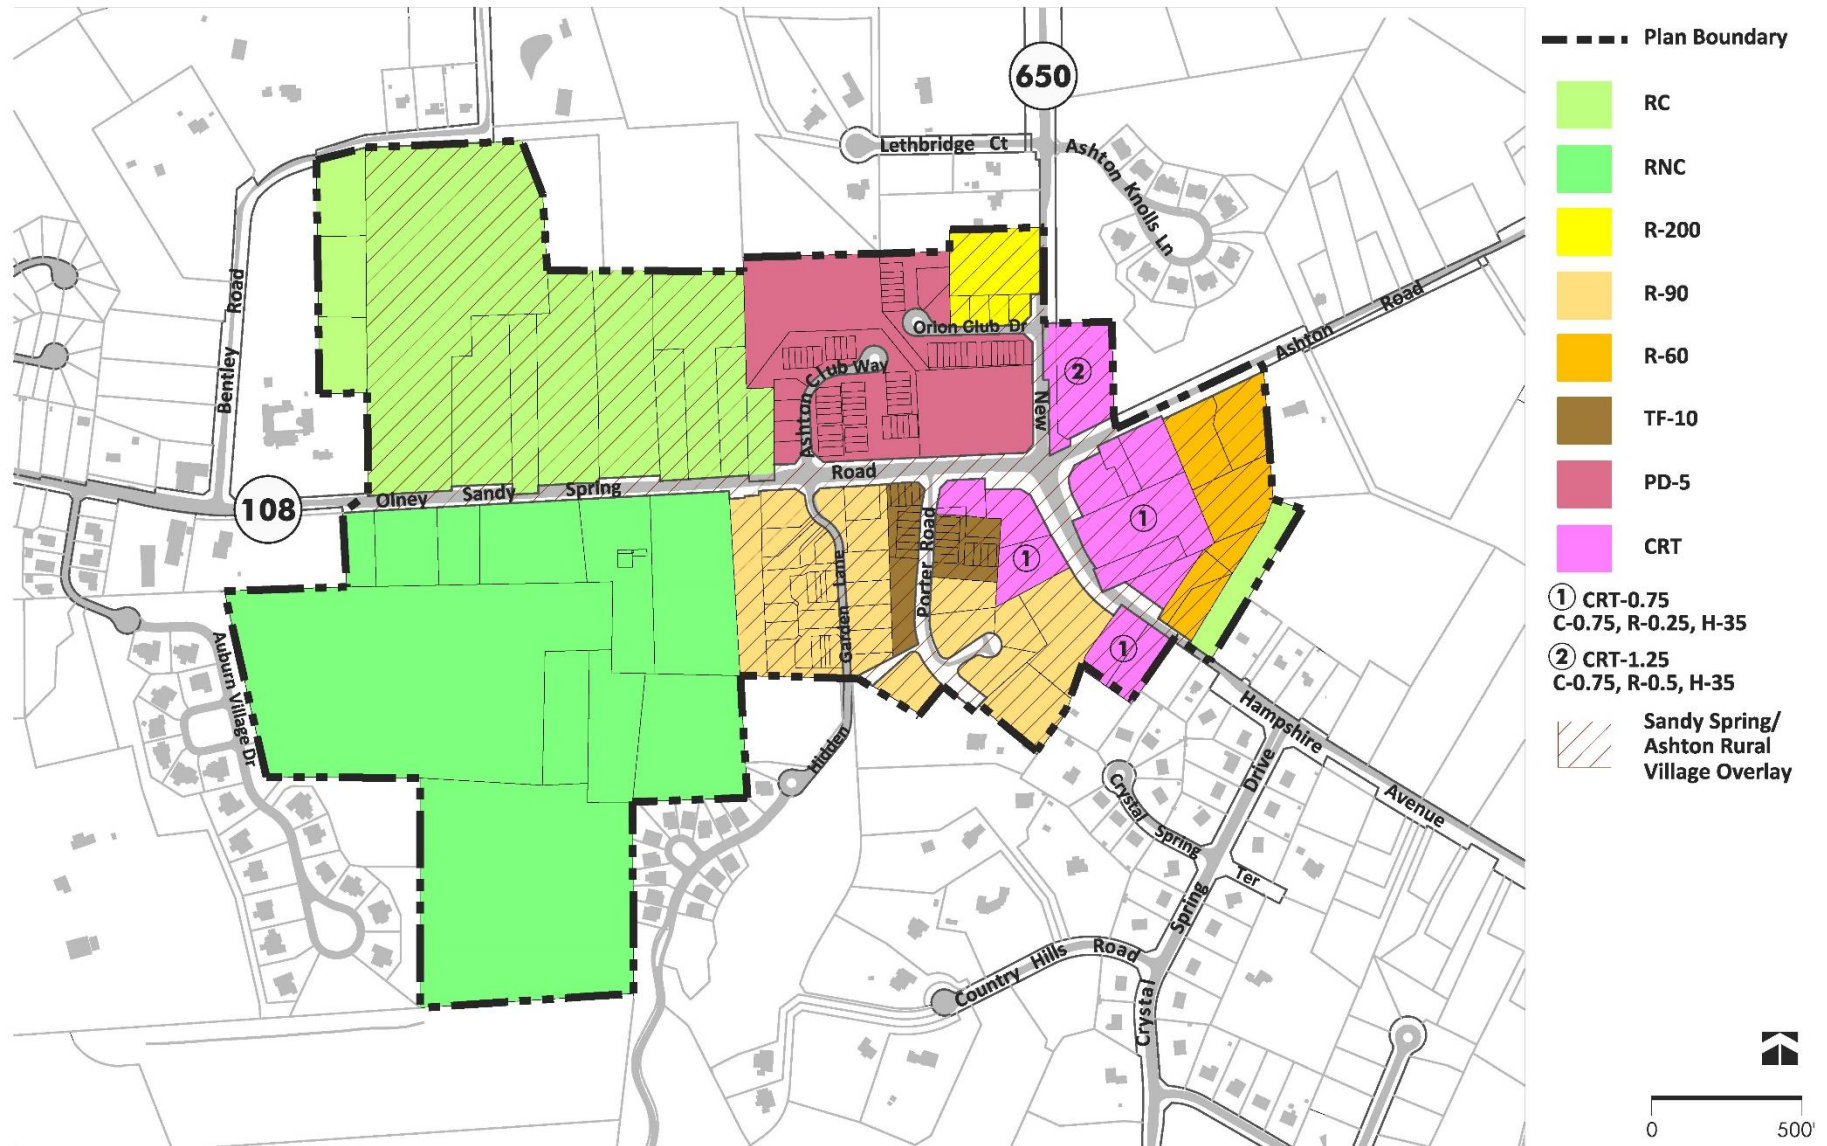 650
Plan Boundary
RC
RNC
R-200
R-90
R-60
TF-10
PD-5
CRT
1 CRT-0.75
C-0.75, R-0.25, H-35
2 CRT-1.25
C-0.75, R-0.5, H-35
Sandy Spring/
Ashton Rural
Village Overlay
Lethbridge Ct
Ashton Knolls Ln
Bentley Road
Ashton Road
Orion Club Dr
Ashton Club Way
New
2
108
Olney Sandy Spring Road
1
1
1
Porter Road
Garden Lane
Hidden
Auburn Village Dr
Hampshire
Avenue
Crystal Spring
Ter
Crystal Spring Drive
Country Hills Road
0 500'